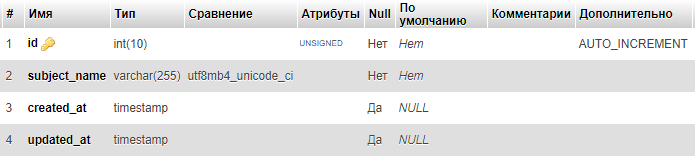 # Имя Тип Сравнение Атрибуты Null По умолчанию Комментарии Дополнительно
1 id int(10) UNSIGNED Нет Нет AUTO_INCREMENT
2 subject_name varchar(255) utf8mb4_unicode_ci Нет Нет
3 created_at timestamp Да NULL
4 updated_at timestamp Да NULL